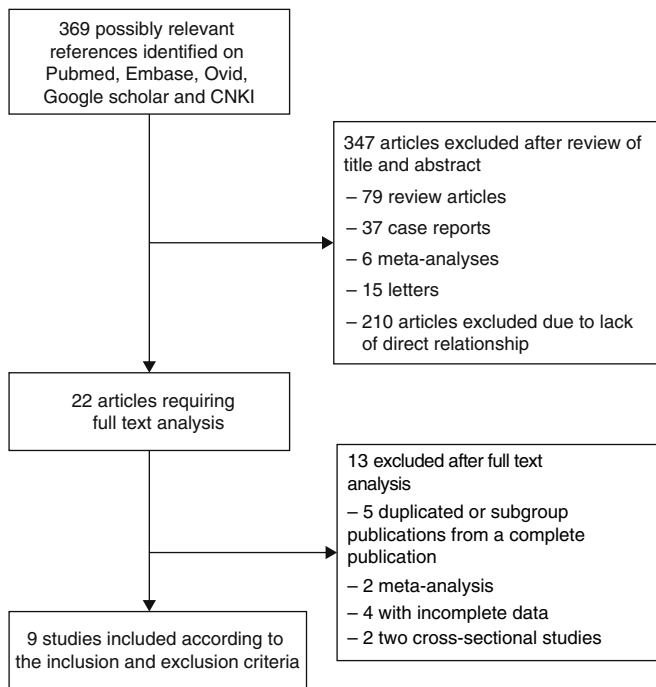 369 possibly relevant
references identified on
Pubmed, Embase, Ovid,
Google scholar and CNKI
347 articles excluded after review of
title and abstract
– 79 review articles
– 37 case reports
– 6 meta-analyses
– 15 letters
– 210 articles excluded due to lack
of direct relationship
22 articles requiring
full text analysis
13 excluded after full text
analysis
– 5 duplicated or subgroup
publications from a complete
publication
– 2 meta-analysis
– 4 with incomplete data
– 2 two cross-sectional studies
9 studies included according to
the inclusion and exclusion criteria